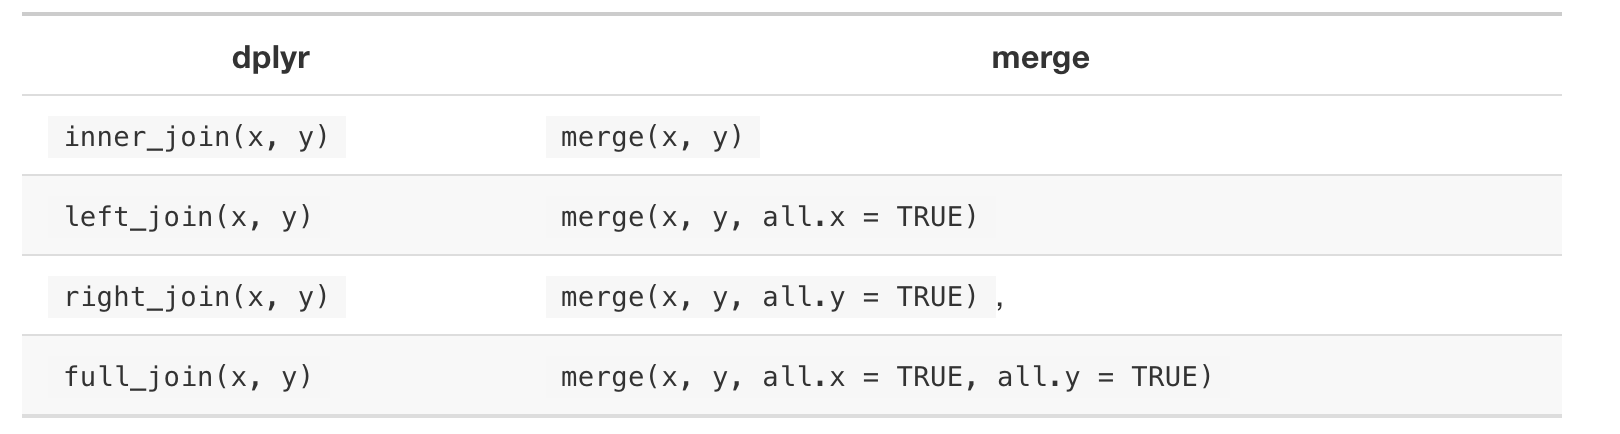 dplyr merge
inner_join(x, y) merge(x, y)
left_join(x, y) merge(x, y, all.x = TRUE)
right_join(x, y) merge(x, y, all.y = TRUE) ,
full_join(x, y) merge(x, y, all.x = TRUE, all.y = TRUE)